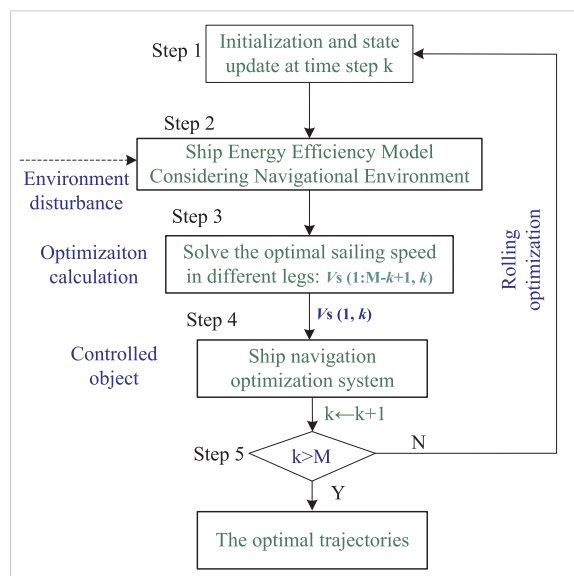 Step 1
Initialization and state
update at time step k
Step 2
Ship Energy Efficiency Model
Considering Navigational Environment
Environment
disturbance
Step 3
Optimizaiton
calculation
Solve the optimal sailing speed
in different legs: Vs (1:M-k+1, k)
Vs (1, k)
Step 4
Controlled
object
Ship navigation
optimization system
k←k+1
Step 5
k>M
N
Y
The optimal trajectories
Rolling
optimization